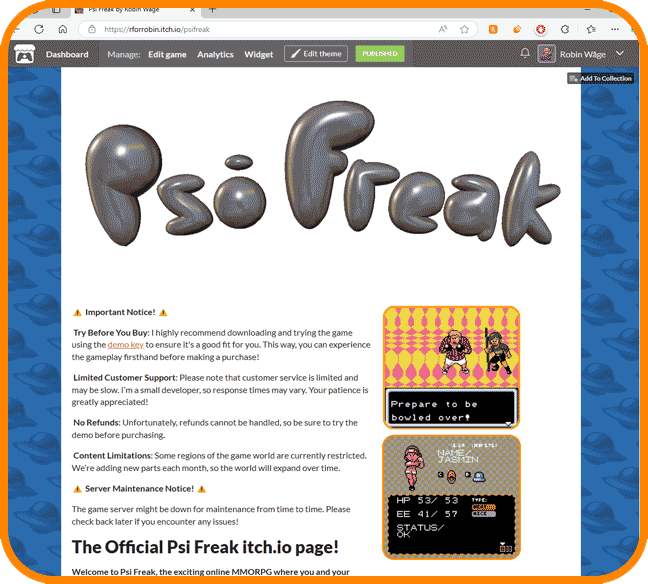 Psi Freak by Robin Wåge
https://rforrobin.itch.io/psifreak
Dashboard Manage: Edit game Analytics Widget Edit theme PUBLISHED Robin Wåge
Add To Collection
Psi Freak
Important Notice!
Try Before You Buy: I highly recommend downloading and trying the game
using the demo key to ensure it's a good fit for you. This way, you can experience
the gameplay firsthand before making a purchase!
Limited Customer Support: Please note that customer service is limited and
may be slow. I'm a small developer, so response times may vary. Your patience is
greatly appreciated!
No Refunds: Unfortunately, refunds cannot be handled, so be sure to try the
demo before purchasing.
Content Limitations: Some regions of the game world are currently restricted.
We're adding new parts each month, so the world will expand over time.
Server Maintenance Notice!
The game server might be down for maintenance from time to time. Please
check back later if you encounter any issues!
The Official Psi Freak itch.io page!
Welcome to Psi Freak, the exciting online MMORPG where you and your
Prepare to be
bowled over!
NAME/
JASMIN
HP 53/ 53 TYPE:
EE 41/ 57
STATUS/
OK